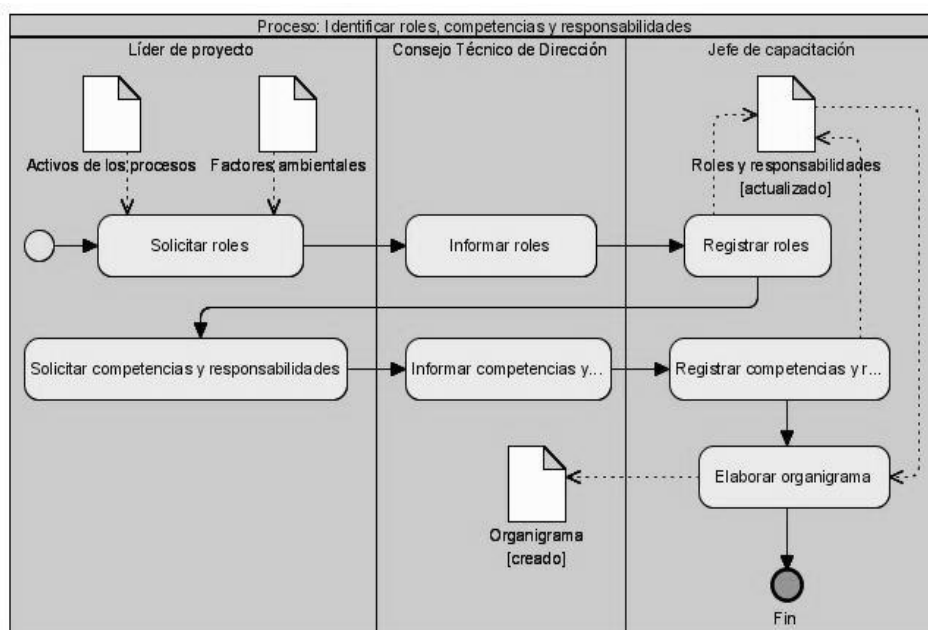 Proceso: Identificar roles, competencias y responsabilidades
Líder de proyecto
Consejo Técnico de Dirección
Jefe de capacitación
Activos de los procesos
Factores ambientales
Roles y responsabilidades
[actualizado]
Solicitar roles
Informar roles
Registrar roles
Solicitar competencias y responsabilidades
Informar competencias y...
Registrar competencias y r...
Elaborar organigrama
Organigrama
[creado]
Fin